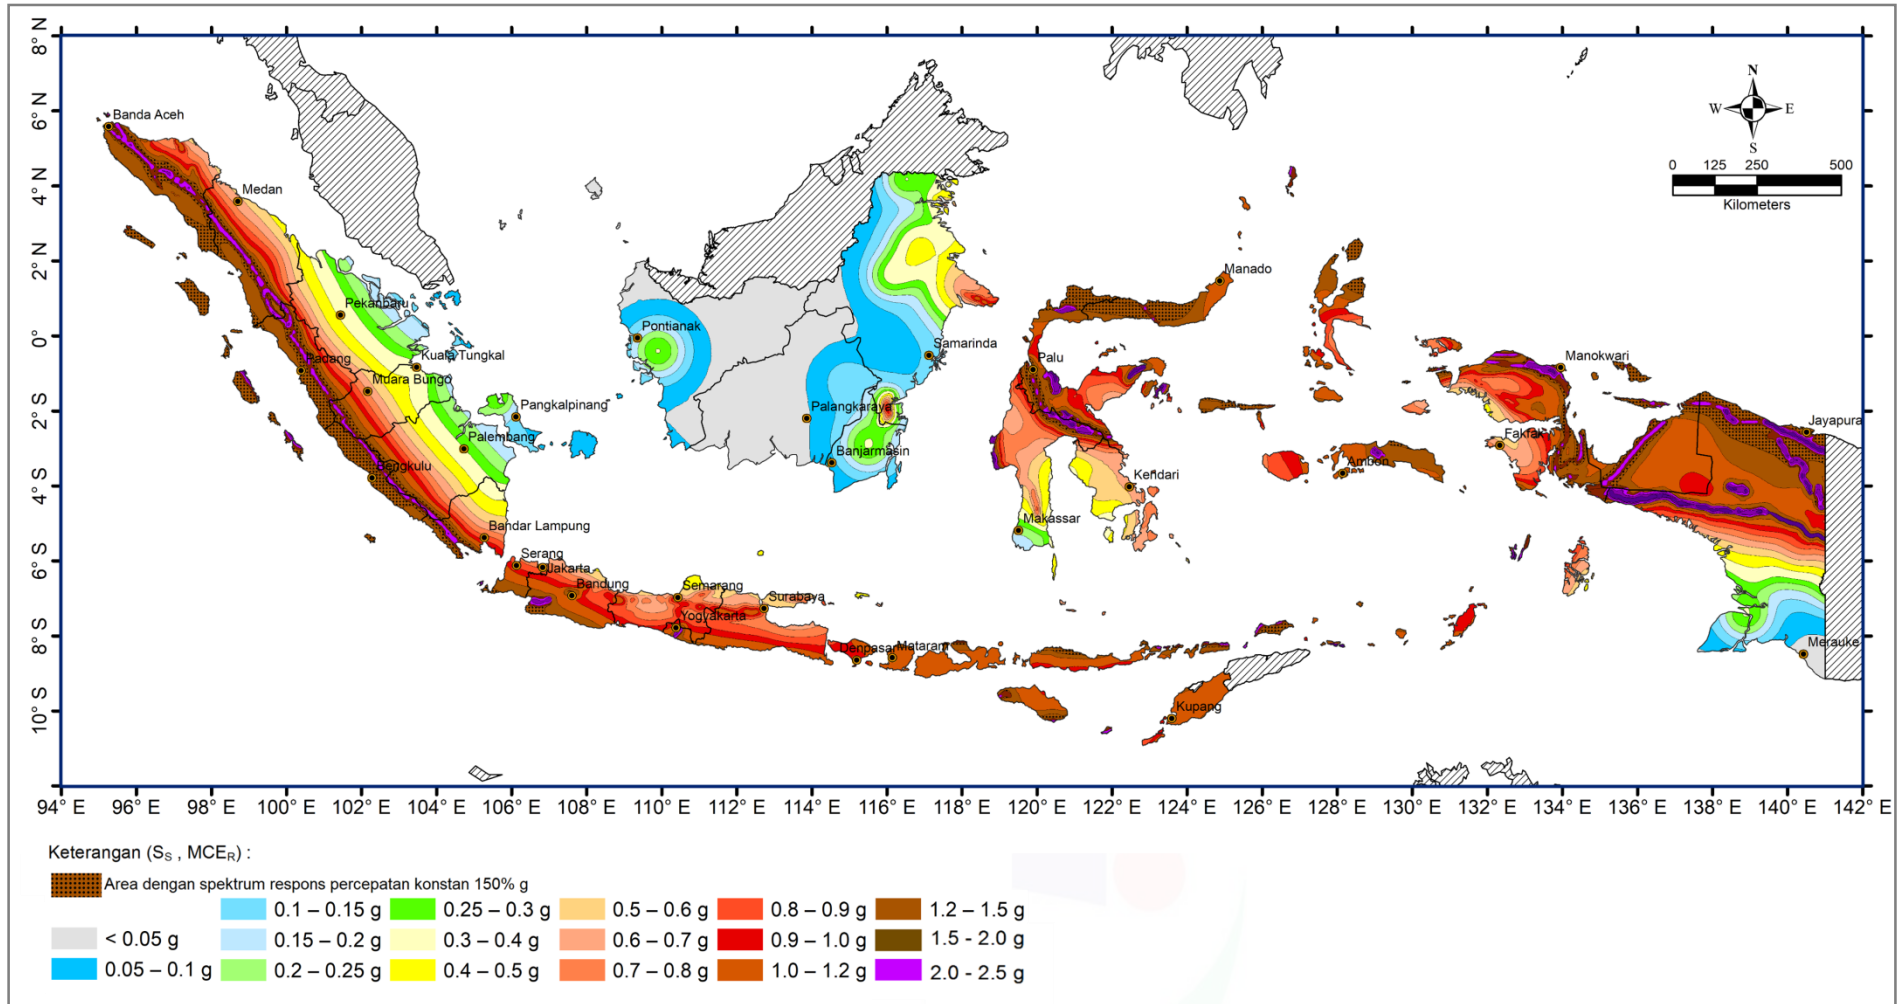 8° N
6° N
4° N
2° N
0°
2° S
4° S
6° S
8° S
10° S
Banda Aceh
Medan
Pekanbaru
Kuala Tungkal
Padang
Muara Bungo
Pangkalpinang
Palembang
Bengkulu
Bandar Lampung
Serang
Jakarta
Bandung
Semarang
Yogyakarta
Surabaya
Denpasar
Mataram
Kupang
Pontianak
Samarinda
Palangkaraya
Banjarmasin
Manado
Palu
Kendari
Makassar
Ambon
Fakfak
Manokwari
Jayapura
Merauke
N
W
E
S
0 125 250 500
Kilometers
94° E 96° E 98° E 100° E 102° E 104° E 106° E 108° E 110° E 112° E 114° E 116° E 118° E 120° E 122° E 124° E 126° E 128° E 130° E 132° E 134° E 136° E 138° E 140° E 142° E
Keterangan (SS , MCER) :
Area dengan spektrum respons percepatan konstan 150% g
0.1 – 0.15 g 0.25 – 0.3 g 0.5 – 0.6 g 0.8 – 0.9 g 1.2 – 1.5 g
< 0.05 g 0.15 – 0.2 g 0.3 – 0.4 g 0.6 – 0.7 g 0.9 – 1.0 g 1.5 - 2.0 g
0.05 – 0.1 g 0.2 – 0.25 g 0.4 – 0.5 g 0.7 – 0.8 g 1.0 – 1.2 g 2.0 - 2.5 g